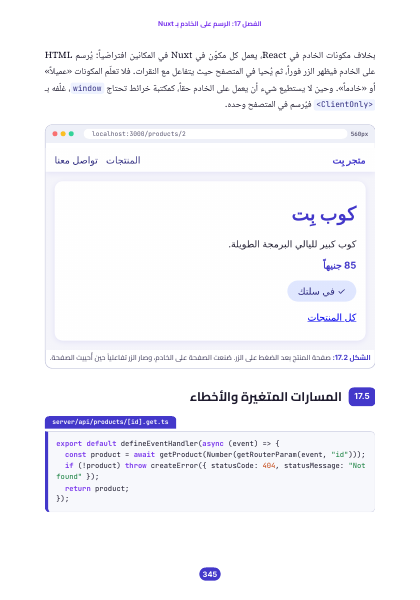 الفصل 17: الرسم على الخادم بـ Nuxt
بخلاف مكونات الخادم في React، يعمل كل مكوّن في Nuxt في المكانين افتراضياً: يُرسم HTML
على الخادم فيظهر الزر فوراً، ثم يُحيا في المتصفح حيث يتفاعل مع النقرات. فلا تعلّم المكونات «عميلاً»
أو «خادماً». وحين لا يستطيع شيء أن يعمل على الخادم حقاً، كمكتبة خرائط تحتاج window، غلّفه بـ
<ClientOnly> فيُرسم في المتصفح وحده.
localhost:3000/products/2
560px
متجر بِت
المنتجات
تواصل معنا
كوب بِت
كوب كبير لليالي البرمجة الطويلة.
85 جنيهاً
✓ في سلتك
كل المنتجات
الشكل 17.2: صفحة المنتج بعد الضغط على الزر. صُنعت الصفحة على الخادم، وصار الزر تفاعلياً حين أُحييت الصفحة.
17.5 المسارات المتغيرة والأخطاء
server/api/products/[id].get.ts
export default defineEventHandler(async (event) => {
const product = await getProduct(Number(getRouterParam(event, "id")));
if (!product) throw createError({ statusCode: 404, statusMessage: "Not
found" });
return product;
});
345